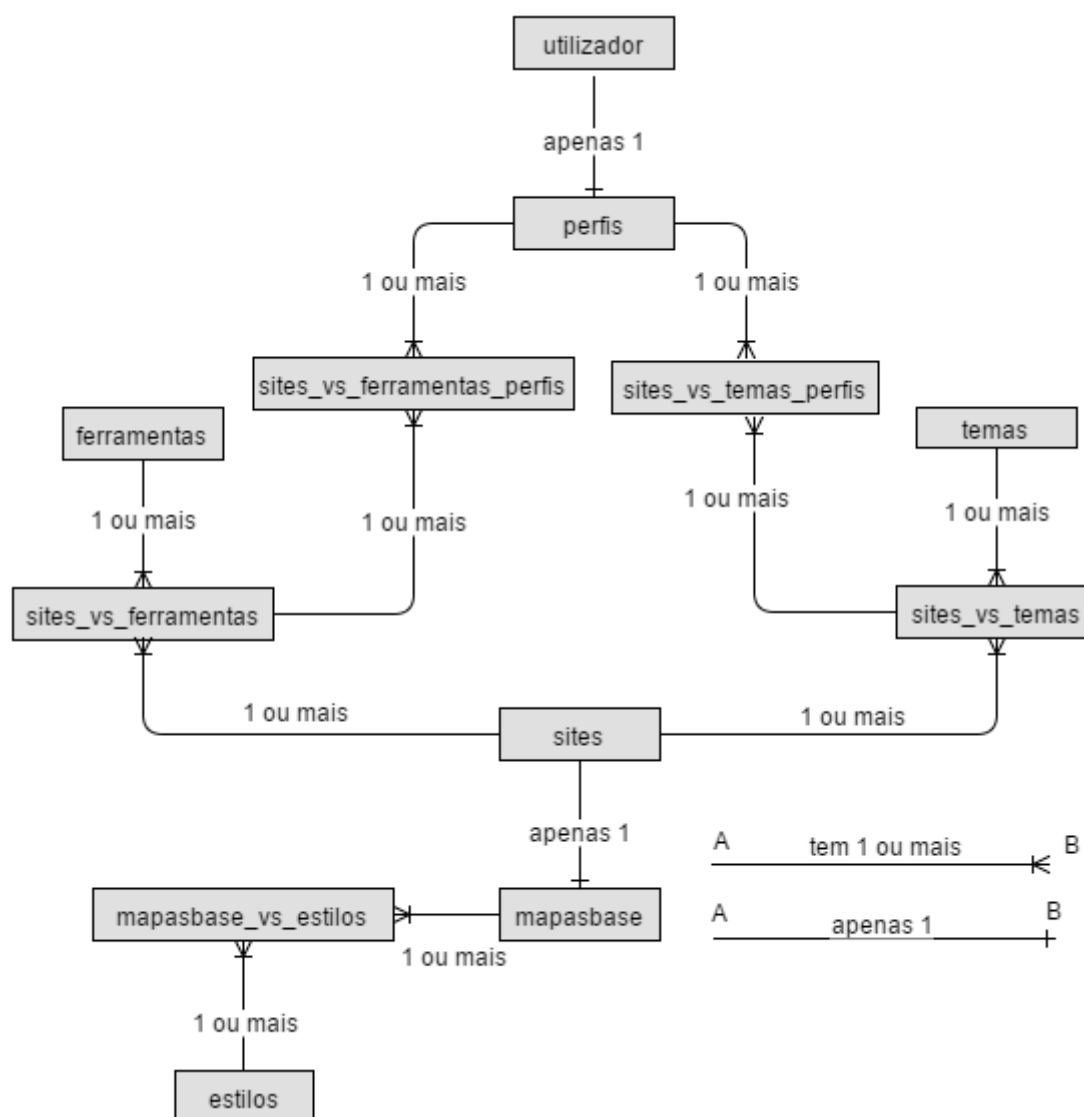 utilizador
apenas 1
perfis
1 ou mais
1 ou mais
sites_vs_ferramentas_perfis
sites_vs_temas_perfis
ferramentas
temas
1 ou mais
1 ou mais
1 ou mais
1 ou mais
sites_vs_ferramentas
sites_vs_temas
1 ou mais
1 ou mais
sites
apenas 1
A
tem 1 ou mais
B
mapasbase_vs_estilos
mapasbase
A
apenas 1
B
1 ou mais
1 ou mais
estilos